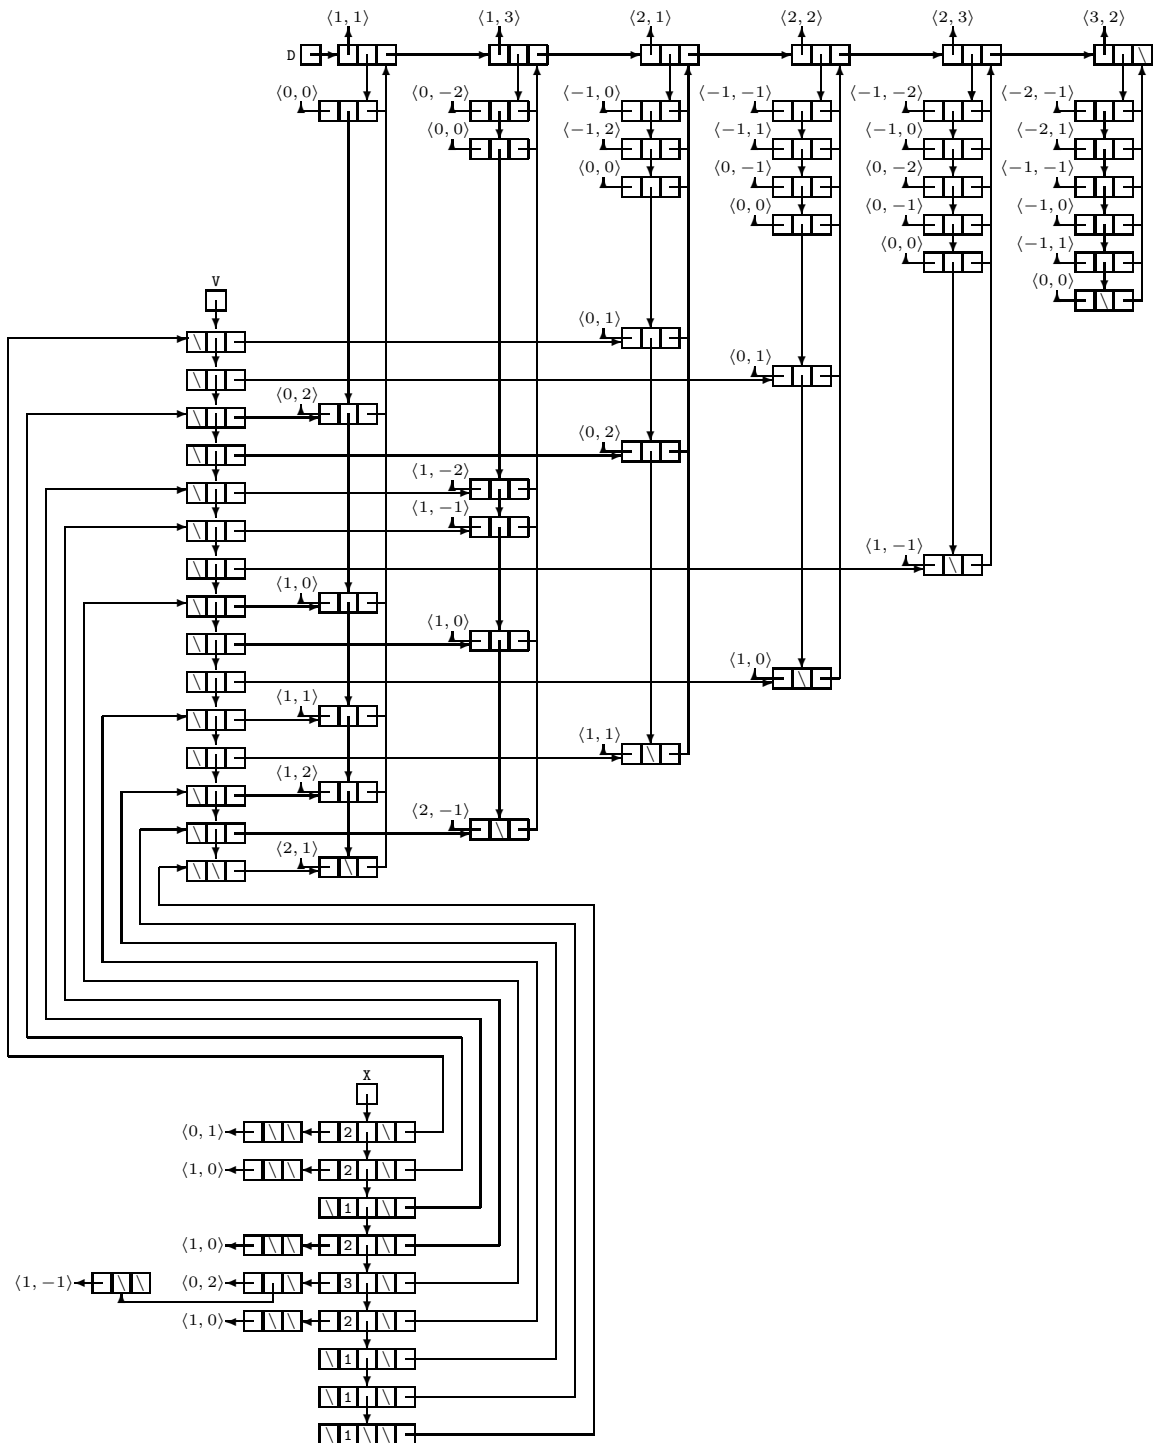 ⟨1, 1⟩ ⟨1, 3⟩ ⟨2, 1⟩ ⟨2, 2⟩ ⟨2, 3⟩ ⟨3, 2⟩
D
⟨0, 0⟩ ⟨0, −2⟩ ⟨−1, 0⟩ ⟨−1, −1⟩ ⟨−1, −2⟩ ⟨−2, −1⟩
⟨0, 0⟩ ⟨−1, 2⟩ ⟨−1, 1⟩ ⟨−1, 0⟩ ⟨−2, 1⟩
⟨0, 0⟩ ⟨0, −1⟩ ⟨0, −2⟩ ⟨−1, −1⟩
⟨0, 0⟩ ⟨0, −1⟩ ⟨−1, 0⟩
⟨0, 0⟩ ⟨−1, 1⟩
V ⟨0, 0⟩
⟨0, 1⟩
⟨0, 1⟩
⟨0, 2⟩
⟨0, 2⟩
⟨1, −2⟩
⟨1, −1⟩
⟨1, −1⟩
⟨1, 0⟩
⟨1, 0⟩
⟨1, 0⟩
⟨1, 1⟩
⟨1, 1⟩
⟨1, 2⟩
⟨2, −1⟩
⟨2, 1⟩
X
⟨0, 1⟩ 2
⟨1, 0⟩ 2
1
⟨1, 0⟩ 2
⟨1, −1⟩ ⟨0, 2⟩ 3
⟨1, 0⟩ 2
1
1
1